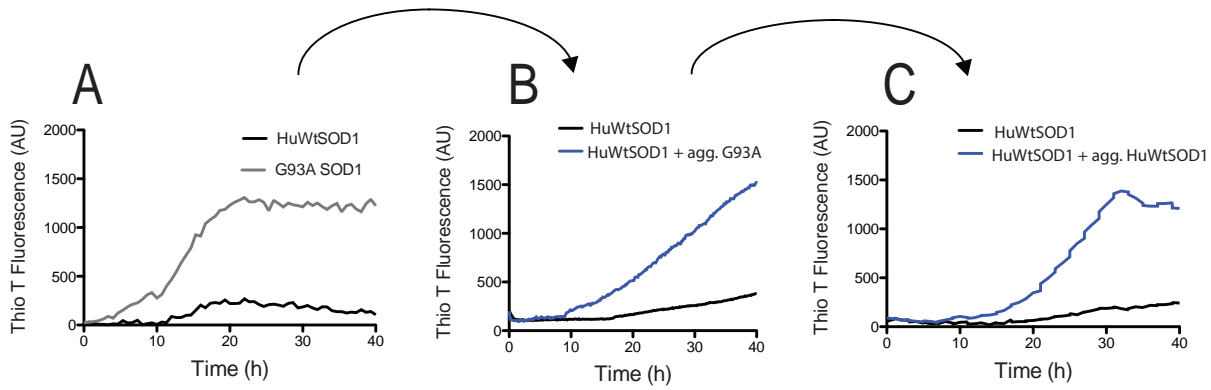 A
Thio T Fluorescence (AU)
2000
1500
1000
500
0
HuWtSOD1
G93A SOD1
0 10 20 30 40
Time (h)
B
Thio T Fluorescence (AU)
2000
1500
1000
500
0
HuWtSOD1
HuWtSOD1 + agg. G93A
0 10 20 30 40
Time (h)
C
Thio T Fluorescence (AU)
2000
1500
1000
500
0
HuWtSOD1
HuWtSOD1 + agg. HuWtSOD1
0 10 20 30 40
Time (h)